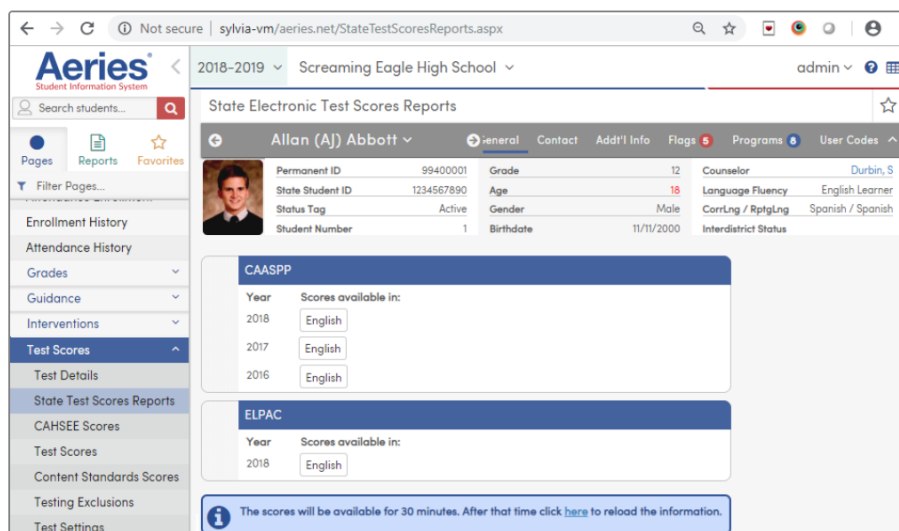 Not secure | sylvia-vm/aeries.net/StateTestScoresReports.aspx
Aeries
Student Information System
2018-2019
Screaming Eagle High School
admin
Search students...
State Electronic Test Scores Reports
Pages
Reports
Favorites
Allan (AJ) Abbott
General
Contact
Addt'l Info
Flags 5
Programs 8
User Codes
Filter Pages...
Permanent ID 99400001
State Student ID 1234567890
Status Tag Active
Student Number 1
Grade 12
Age 18
Gender Male
Birthdate 11/11/2000
Counselor Durbin, S
Language Fluency English Learner
CorrLng / RptgLng Spanish / Spanish
Interdistrict Status
Enrollment History
Attendance History
Grades
Guidance
Interventions
Test Scores
Test Details
State Test Scores Reports
CAHSEE Scores
Test Scores
Content Standards Scores
Testing Exclusions
Test Settings
CAASPP
Year Scores available in:
2018 English
2017 English
2016 English
ELPAC
Year Scores available in:
2018 English
The scores will be available for 30 minutes. After that time click here to reload the information.